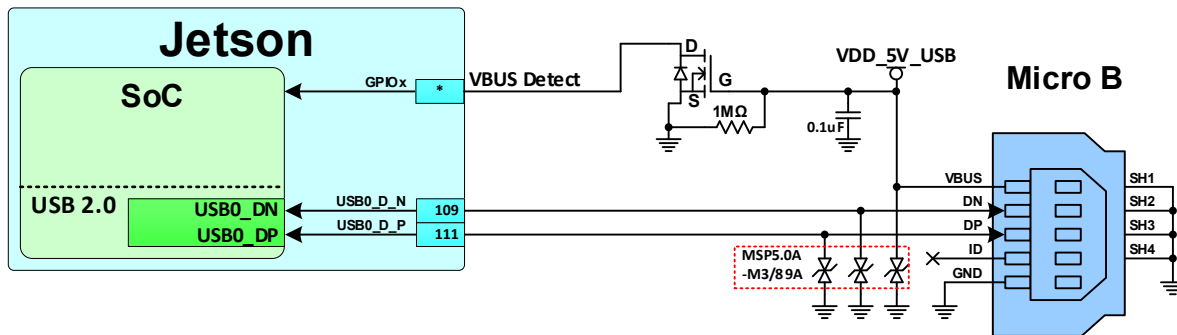 Jetson
SoC
GPIOx
*
VBUS Detect
D
G
S
1MΩ
0.1uF
VDD_5V_USB
Micro B
USB 2.0
USB0_DN
USB0_D_N
109
USB0_DP
USB0_D_P
111
MSP5.0A
-M3/89A
VBUS
DN
DP
ID
GND
SH1
SH2
SH3
SH4